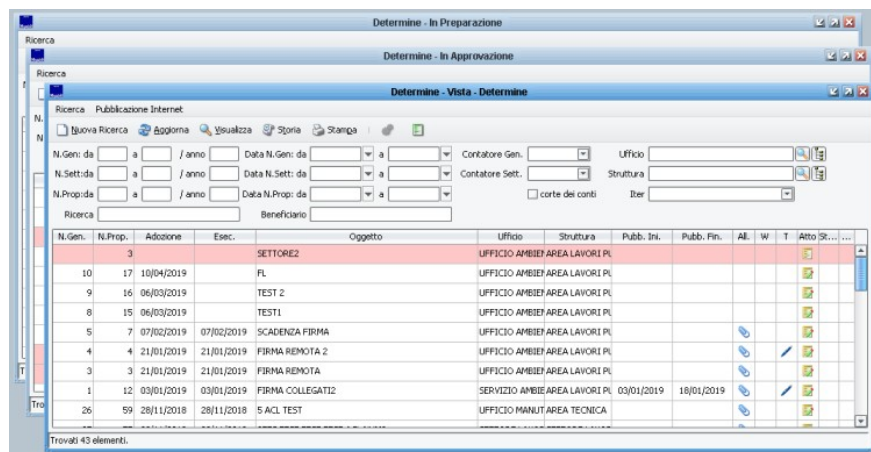 Determine - In Preparazione
Ricerca
Determine - In Approvazione
Ricerca
Determine - Vista - Determine
Ricerca Pubblicazione Internet
Nuova Ricerca Aggiorna Visualizza Storia Stampa
N.Gen: da a / anno Data N.Gen: da a Contatore Gen. Ufficio
N.Sett:da a / anno Data N.Sett: da a Contatore Sett. Struttura
N.Prop:da a / anno Data N.Prop: da a corte dei conti Iter
Ricerca Beneficiario
N.Gen. N.Prop. Adozione Esec. Oggetto Ufficio Struttura Pubb. Ini. Pubb. Fin. All. W T Atto St... ...
3 SETTORE2 UFFICIO AMBIEN AREA LAVORI PU
10 17 10/04/2019 FL UFFICIO AMBIEN AREA LAVORI PU
9 16 06/03/2019 TEST 2 UFFICIO AMBIEN AREA LAVORI PU
8 15 06/03/2019 TEST1 UFFICIO AMBIEN AREA LAVORI PU
5 7 07/02/2019 07/02/2019 SCADENZA FIRMA UFFICIO AMBIEN AREA LAVORI PU
4 4 21/01/2019 21/01/2019 FIRMA REMOTA 2 UFFICIO AMBIEN AREA LAVORI PU
3 3 21/01/2019 21/01/2019 FIRMA REMOTA UFFICIO AMBIEN AREA LAVORI PU
1 12 03/01/2019 03/01/2019 FIRMA COLLEGATI2 SERVIZIO AMBIE AREA LAVORI PU 03/01/2019 18/01/2019
26 59 28/11/2018 28/11/2018 5 ACL TEST UFFICIO MANUT AREA TECNICA
Tro
Trovati 43 elementi.